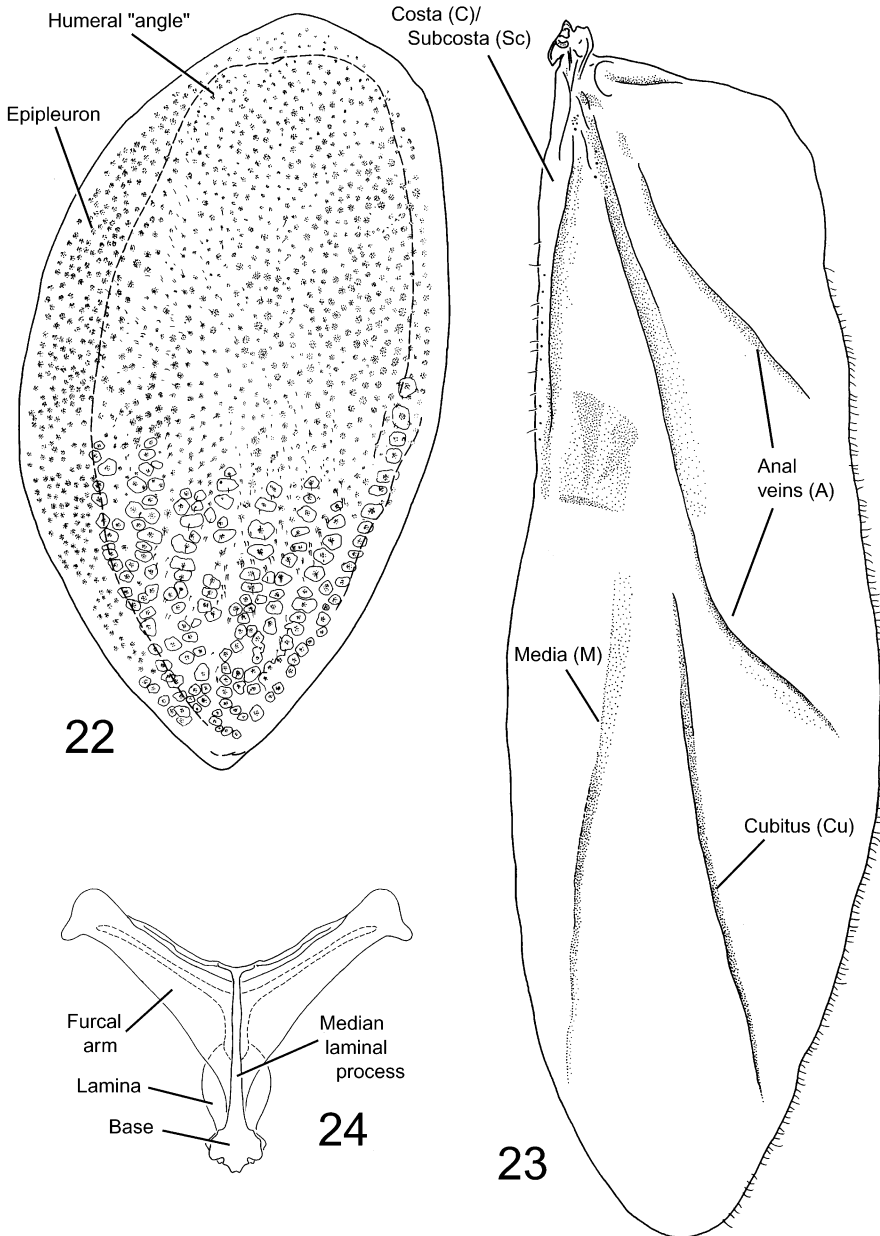 Humeral "angle"
Epipleuron
22
Costa (C)/
Subcosta (Sc)
Anal
veins (A)
Media (M)
Cubitus (Cu)
23
Furcal
arm
Median
laminal
process
Lamina
Base
24